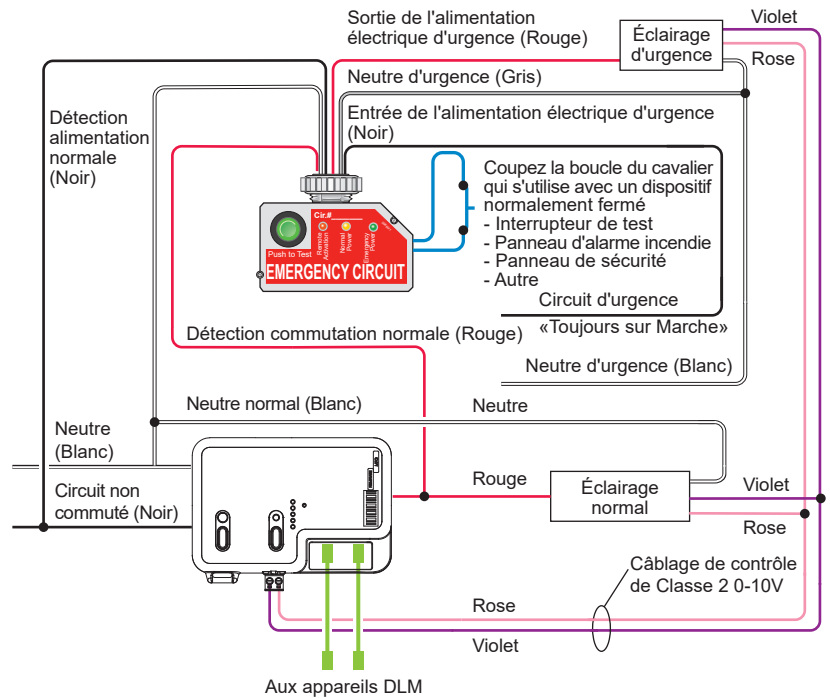 Sortie de l'alimentation
électrique d'urgence (Rouge)
Violet
Éclairage
d'urgence
Rose
Neutre d'urgence (Gris)
Détection
alimentation
normale
(Noir)
Entrée de l'alimentation électrique d'urgence
(Noir)
Coupez la boucle du cavalier
qui s'utilise avec un dispositif
normalement fermé
- Interrupteur de test
- Panneau d'alarme incendie
- Panneau de sécurité
- Autre
Cir.#
Push to Test
Remote
Activation
Normal
Power
Emergency
Power
EMERGENCY CIRCUIT
Circuit d'urgence
«Toujours sur Marche»
Détection commutation normale (Rouge)
Neutre d'urgence (Blanc)
Neutre normal (Blanc)
Neutre
Neutre
(Blanc)
Rouge
Éclairage
normal
Violet
Rose
Circuit non
commuté (Noir)
Câblage de contrôle
de Classe 2 0-10V
Rose
Violet
Aux appareils DLM